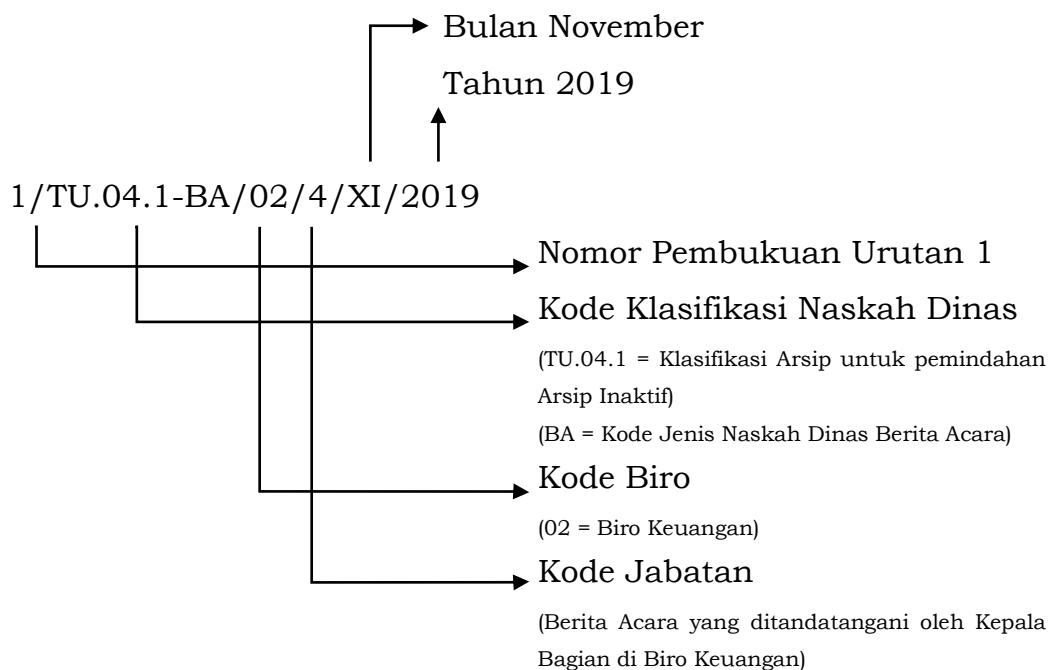 Bulan November
Tahun 2019
1/TU.04.1-BA/02/4/XI/2019
Nomor Pembukuan Urutan 1
Kode Klasifikasi Naskah Dinas
(TU.04.1 = Klasifikasi Arsip untuk pemindahan
Arsip Inaktif)
(BA = Kode Jenis Naskah Dinas Berita Acara)
Kode Biro
(02 = Biro Keuangan)
Kode Jabatan
(Berita Acara yang ditandatangani oleh Kepala
Bagian di Biro Keuangan)